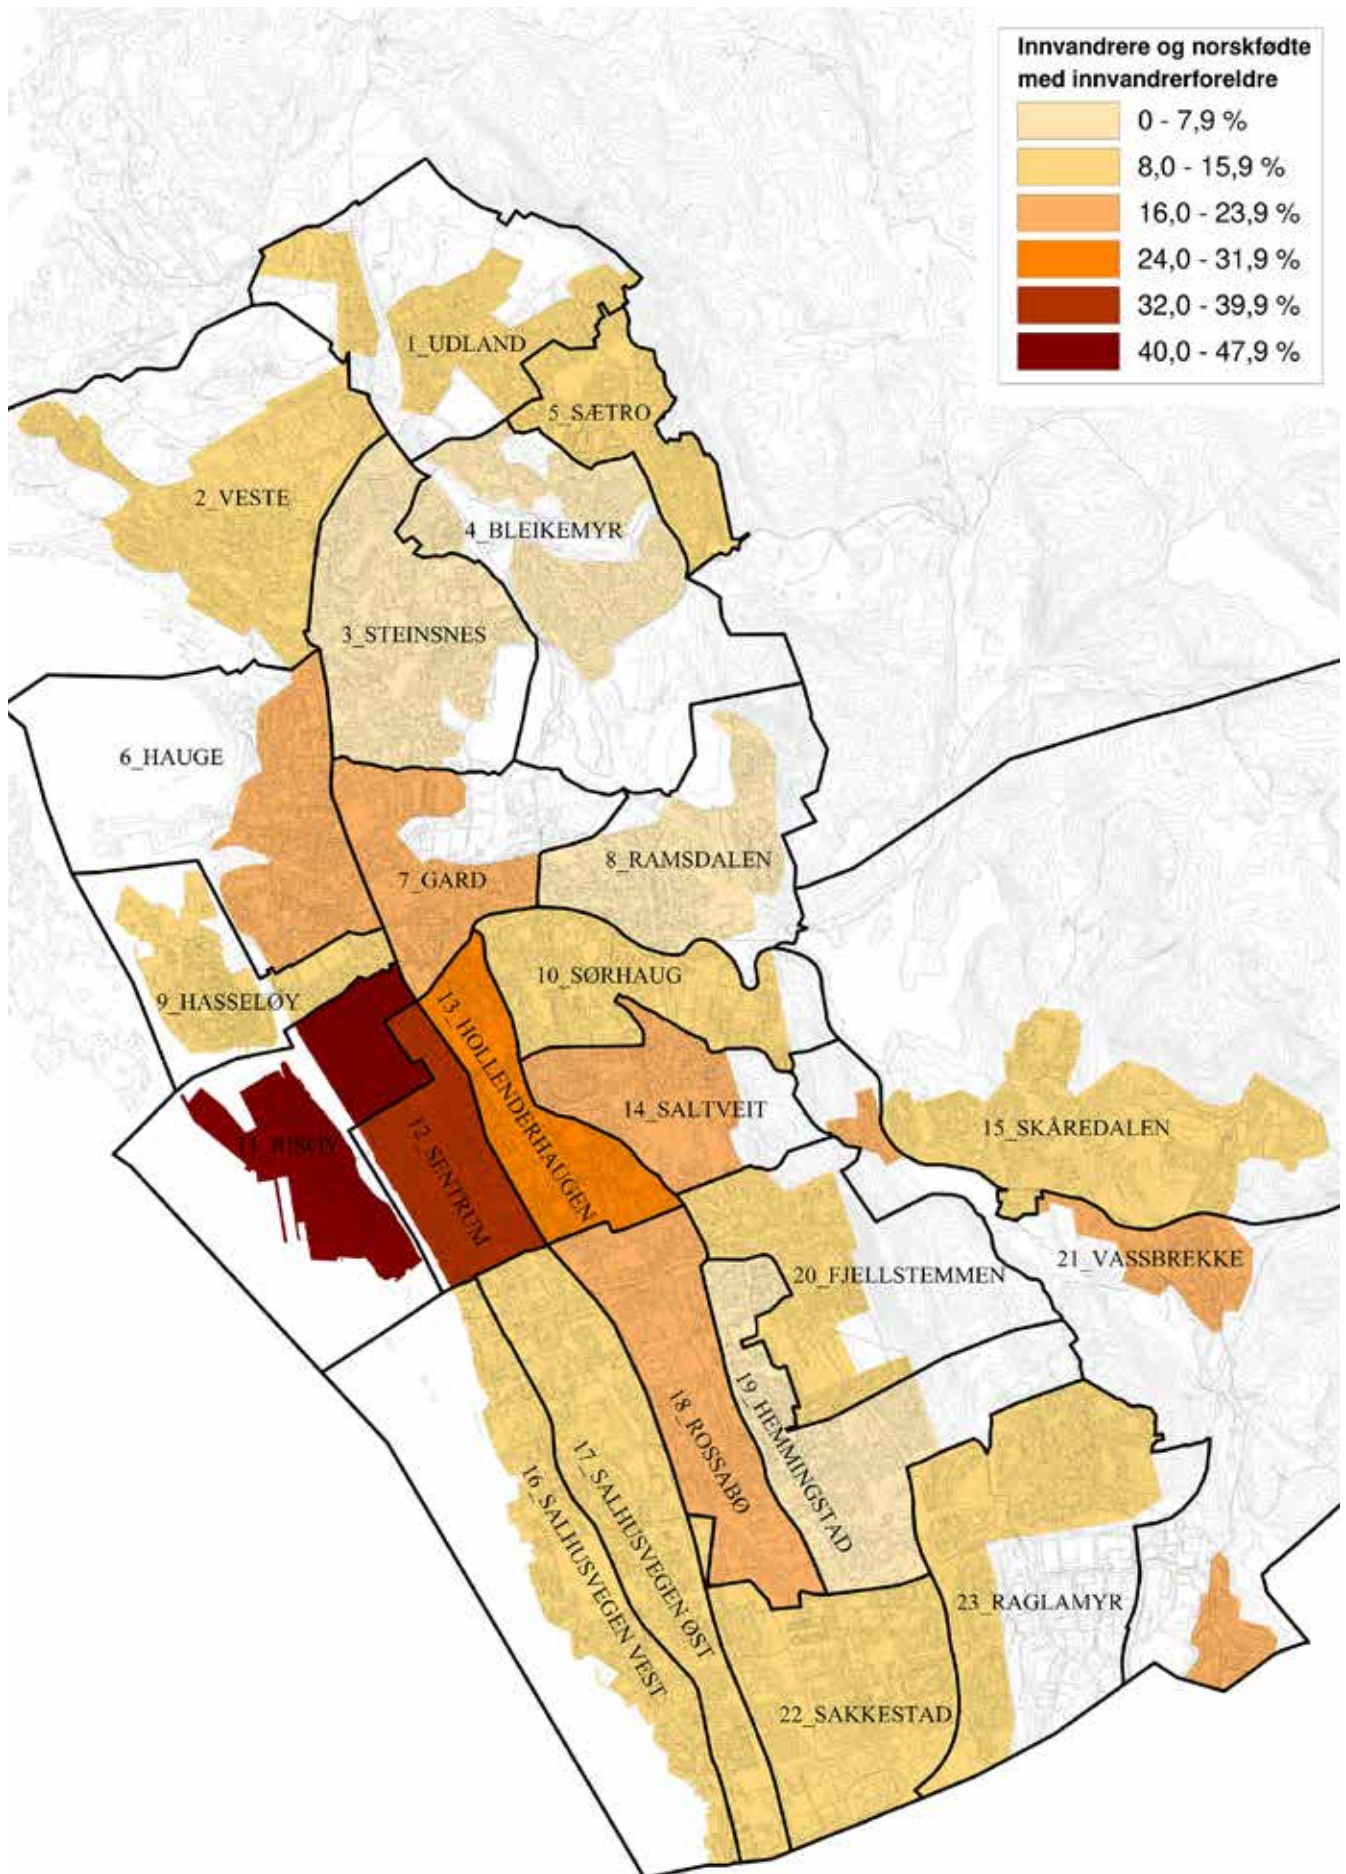 Innvandrere og norskfødte
med innvandrerforeldre
0 - 7,9 %
8,0 - 15,9 %
16,0 - 23,9 %
24,0 - 31,9 %
32,0 - 39,9 %
40,0 - 47,9 %
1_UDLAND
5_SÆTRO
2_VESTE
4_BLEIKEMYR
3_STEINSNES
6_HAUGE
8_RAMSDALEN
7_GARD
10_SØRHAUG
9_HASSELØY
13_HOLLENDERHAUGEN
14_SALTVEIT
15_SKÅREDALEN
11_RISØY
12_SENTRUM
21_VASSBREKKE
20_FJELLSTEMMEN
19_HEMMINGSTAD
18_ROSSABØ
17_SALHUSVEGEN ØST
16_SALHUSVEGEN VEST
23_RAGLAMYR
22_SAKKESTAD